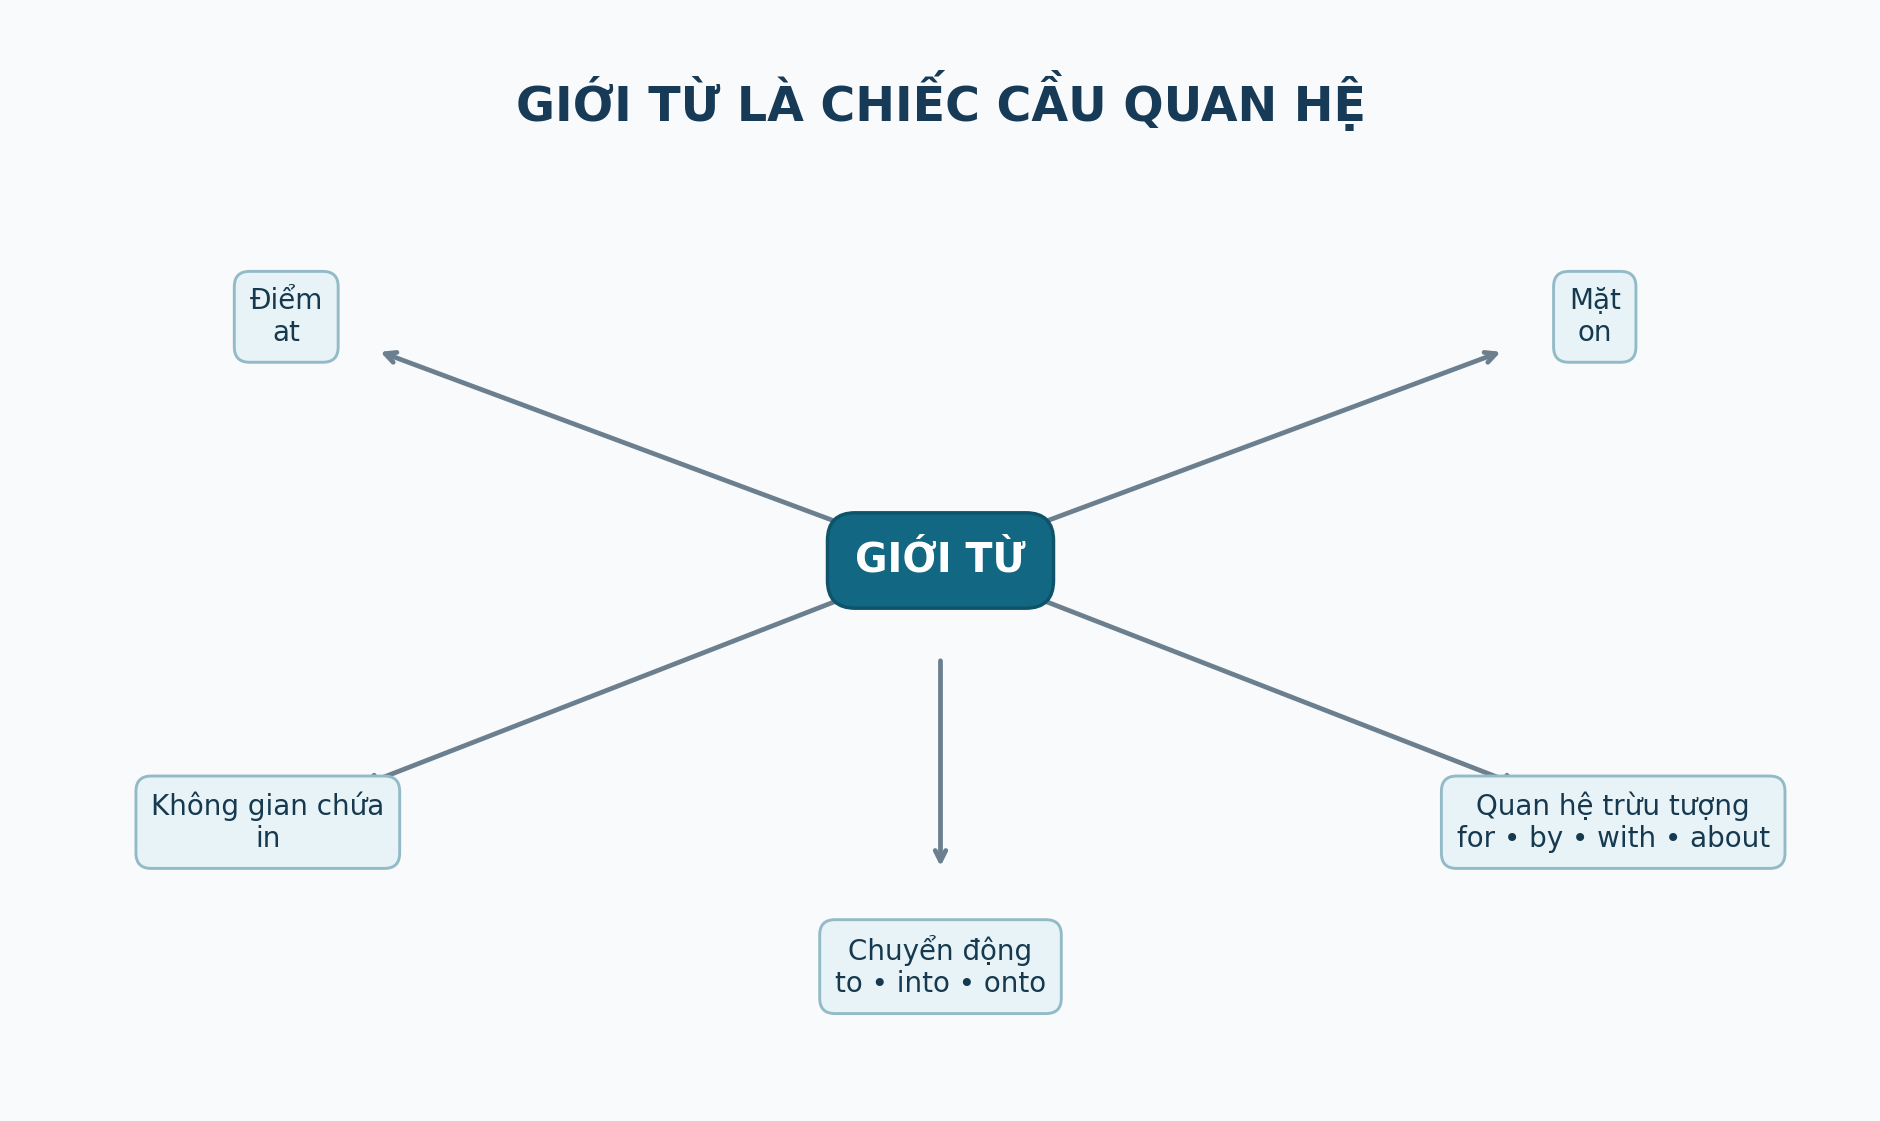 GIỚI TỪ LÀ CHIẾC CẦU QUAN HỆ
Điểm
at
Mặt
on
GIỚI TỪ
Không gian chứa
in
Quan hệ trừu tượng
for • by • with • about
Chuyển động
to • into • onto